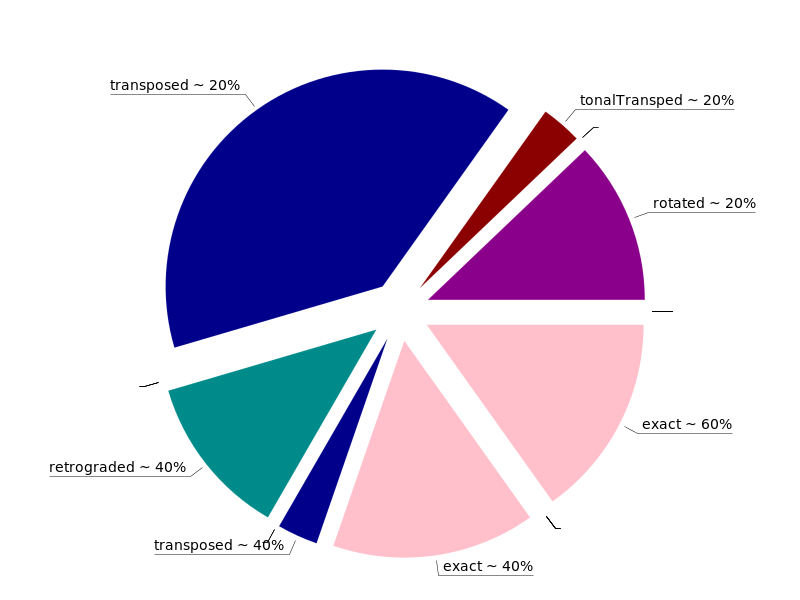 transposed ~ 20%
tonalTransped ~ 20%
rotated ~ 20%
exact ~ 60%
retrograded ~ 40%
transposed ~ 40%
exact ~ 40%